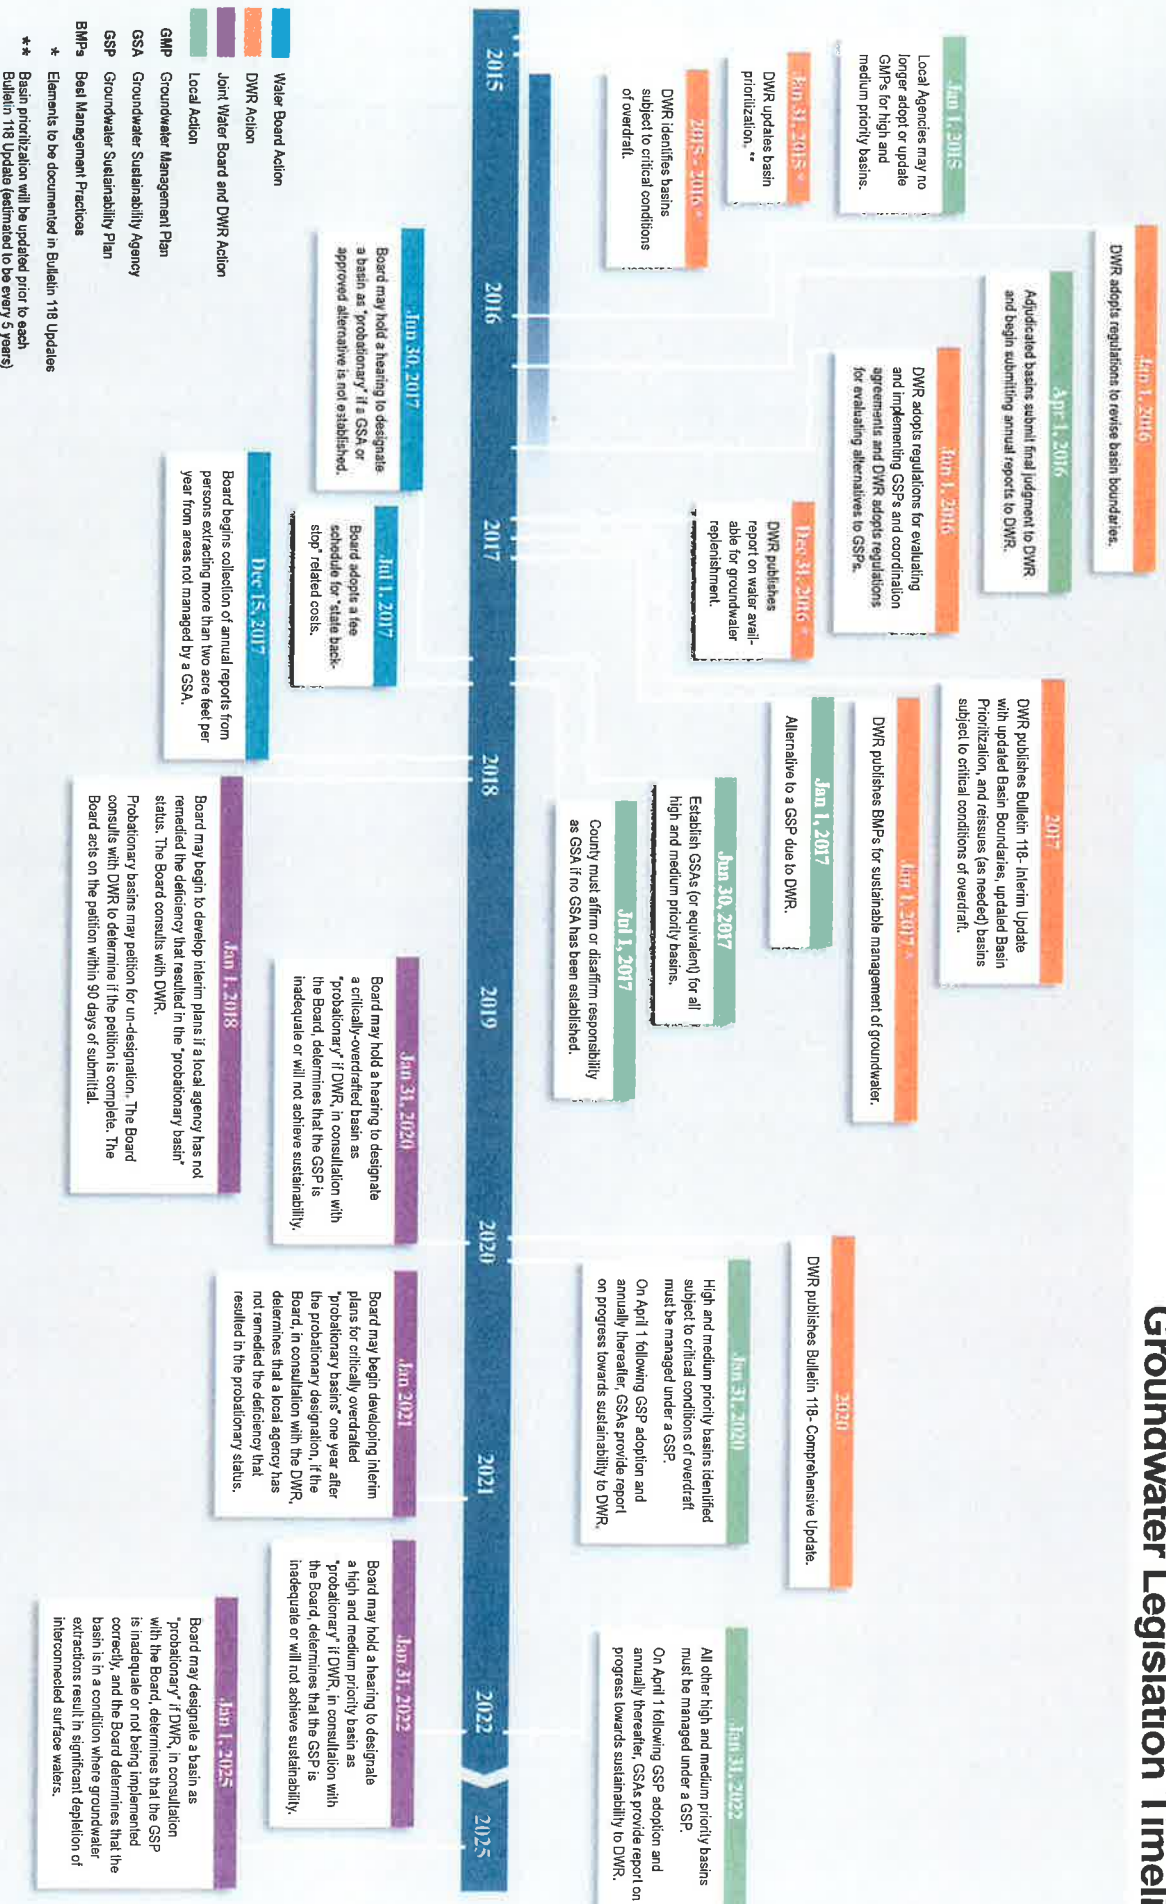 Groundwater Legislation
Jan 1, 2015
Local Agencies may no
longer adopt or update
GMPs for high and
medium priority basins.
Jan 31, 2015 *
DWR updates basin
prioritization. **
2015 - 2016 *
DWR identifies basins
subject to critical conditions
of overdraft.
Jan 1, 2016
DWR adopts regulations to revise basin boundaries.
Apr 1, 2016
Adjudicated basins submit final judgment to DWR
and begin submitting annual reports to DWR.
Jun 1, 2016
DWR adopts regulations for evaluating
and implementing GSPs and coordination
agreements and DWR adopts regulations
for evaluating alternatives to GSPs.
Dec 31, 2016 *
DWR publishes
report on water avail-
able for groundwater
replenishment.
2017
DWR publishes Bulletin 118- Interim Update
with updated Basin Boundaries, updated Basin
Prioritization, and reissues (as needed) basins
subject to critical conditions of overdraft.
Jan 1, 2017 *
DWR publishes BMPs for sustainable management of groundwater.
Jan 1, 2017
Alternative to a GSP due to DWR.
Jun 30, 2017
Establish GSAs (or equivalent) for all
high and medium priority basins.
Jul 1, 2017
County must affirm or disaffirm responsibility
as GSA if no GSA has been established.
2020
DWR publishes Bulletin 118- Comprehensive Update.
Jan 31, 2020
High and medium priority basins identified
subject to critical conditions of overdraft
must be managed under a GSP.
On April 1 following GSP adoption and
annually thereafter, GSAs provide report
on progress towards sustainability to DWR.
Jan 31, 2022
All other high and medium priority basins
must be managed under a GSP.
On April 1 following GSP adoption and
annually thereafter, GSAs provide report on
progress towards sustainability to DWR.
2015 2016 2017 2018 2019 2020 2021 2022 2025
Jun 30, 2017
Board may hold a hearing to designate
a basin as "probationary" if a GSA or
approved alternative is not established.
Jul 1, 2017
Board adopts a fee
schedule for "state back-
stop" related costs.
Dec 15, 2017
Board begins collection of annual reports from
persons extracting more than two acre feet per
year from areas not managed by a GSA.
Jan 1, 2018
Board may begin to develop interim plans if a local agency has not
remedied the deficiency that resulted in the "probationary basin"
status. The Board consults with DWR.
Probationary basins may petition for un-designation. The Board
consults with DWR to determine if the petition is complete. The
Board acts on the petition within 90 days of submittal.
Jan 31, 2020
Board may hold a hearing to designate
a critically-overdrafted basin as
"probationary" if DWR, in consultation with
the Board, determines that the GSP is
inadequate or will not achieve sustainability.
Jan 2021
Board may begin developing interim
plans for critically overdrafted
"probationary basins" one year after
the probationary designation, if the
Board, in consultation with the DWR,
determines that a local agency has
not remedied the deficiency that
resulted in the probationary status.
Jan 31, 2022
Board may hold a hearing to designate
a high and medium priority basin as
"probationary" if DWR, in consultation with
the Board, determines that the GSP is
inadequate or will not achieve sustainability.
Jan 1, 2025
Board may designate a basin as
"probationary" if DWR, in consultation
with the Board, determines that the GSP
is inadequate or not being implemented
correctly, and the Board determines that the
basin is in a condition where groundwater
extractions result in significant depletion of
interconnected surface waters.
Water Board Action
DWR Action
Joint Water Board and DWR Action
Local Action
GMP Groundwater Management Plan
GSA Groundwater Sustainability Agency
GSP Groundwater Sustainability Plan
BMPs Best Management Practices
* Elements to be documented in Bulletin 118 Updates
** Basin prioritization will be updated prior to each
Bulletin 118 Update (estimated to be every 5 years)